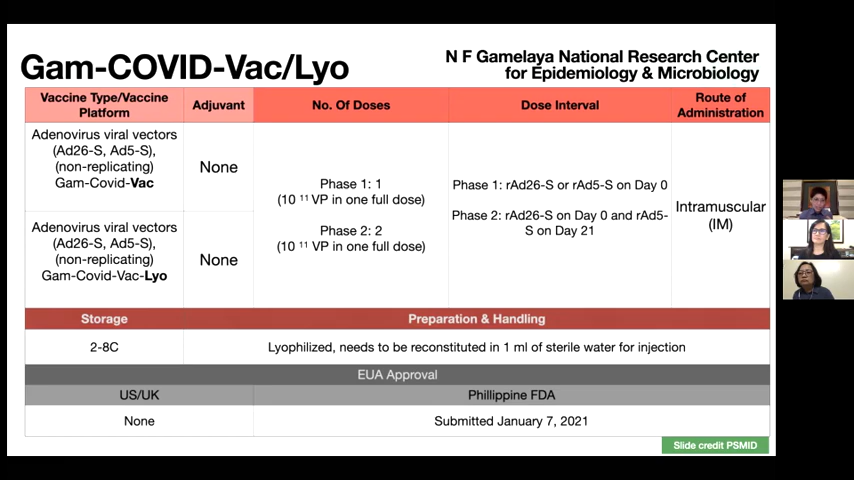 Gam-COVID-Vac/Lyo
N F Gamelaya National Research Center
for Epidemiology & Microbiology
Vaccine Type/Vaccine
Platform
Adjuvant
No. Of Doses
Dose Interval
Route of
Administration
Adenovirus viral vectors
(Ad26-S, Ad5-S),
(non-replicating)
Gam-Covid-Vac
None
Adenovirus viral vectors
(Ad26-S, Ad5-S),
(non-replicating)
Gam-Covid-Vac-Lyo
None
Phase 1: 1
(10 11 VP in one full dose)
Phase 2: 2
(10 11 VP in one full dose)
Phase 1: rAd26-S or rAd5-S on Day 0
Phase 2: rAd26-S on Day 0 and rAd5-
S on Day 21
Intramuscular
(IM)
Storage
Preparation & Handling
2-8C
Lyophilized, needs to be reconstituted in 1 ml of sterile water for injection
EUA Approval
US/UK
Phillippine FDA
None
Submitted January 7, 2021
Slide credit PSMID